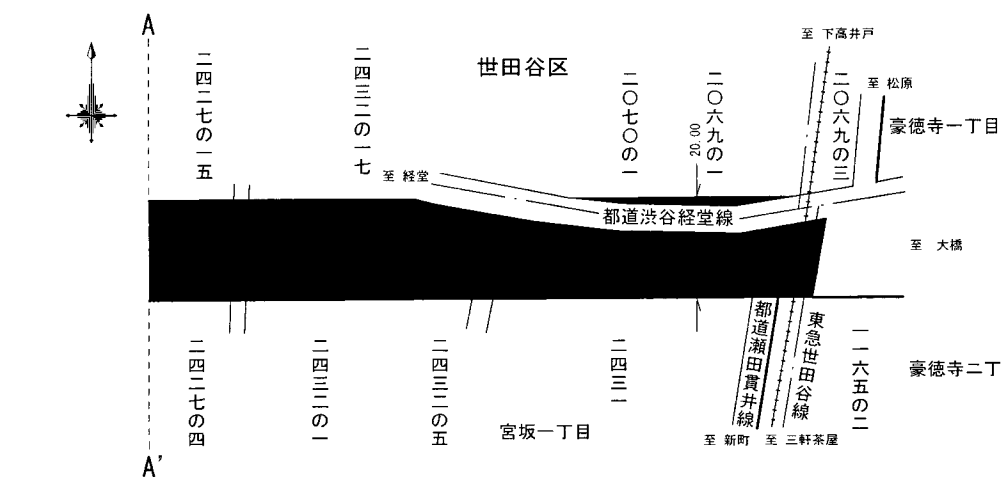 A
至 下高井戸
世田谷区
二四二七の一五
二四三二の一七
二〇七〇の一
二〇六九の一
二〇六九の三
至 松原
豪徳寺一丁目
20.00
至 経堂
都道渋谷経堂線
至 大橋
都道瀬田貫井線
東急世田谷線
二四二七の四
二四三二の一
二四三二の五
二四三一
一一六五の二
豪徳寺二丁
宮坂一丁目
至 新町
至 三軒茶屋
A'